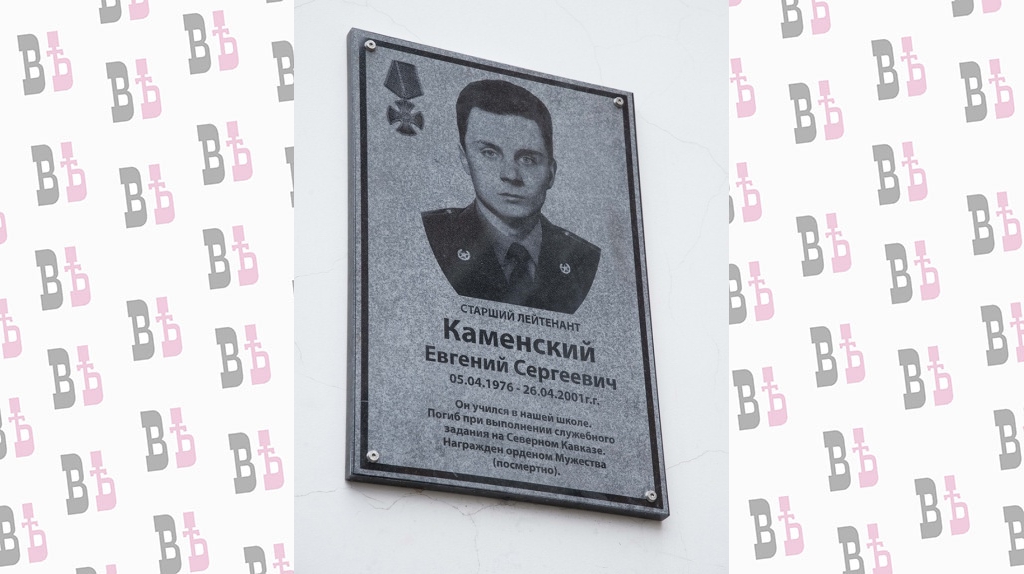 СТАРШИЙ ЛЕЙТЕНАНТ
Каменский
Евгений Сергеевич
05.04.1976 - 26.04.2001г.г.
Он учился в нашей школе.
Погиб при выполнении служебного
задания на Северном Кавказе.
Награжден орденом Мужества
(посмертно).